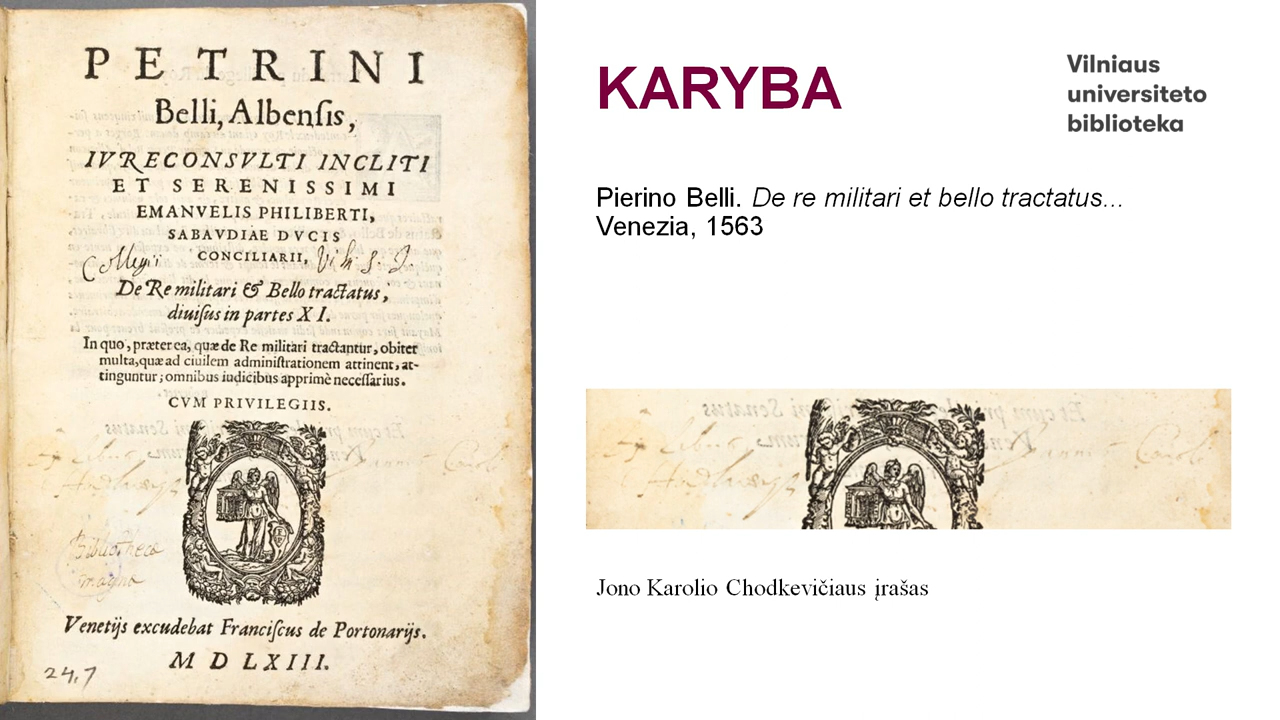 PETRINI
Belli, Albenſis,
IVRECONSVLTI INCLITI
ET SERENISSIMI
EMANVELIS PHILIBERTI,
SABAVDIAE DVCIS
CONCILIARII,
Collegii
De Re militari & Bello tractatus,
diuiſus in partes XI.
In quo, præterea, quæ de Re militari tractantur, obiter
multa, quæ ad ciuilem adminiſtrationem attinent, at-
tinguntur; omnibus iudicibus apprimè neceſſarius.
CVM PRIVILEGIIS.
Bibliotheca
magna
Venetijs excudebat Franciſcus de Portonarijs.
M D LXIII.
24,7
KARYBA
Vilniaus
universiteto
biblioteka
Pierino Belli. De re militari et bello tractatus...
Venezia, 1563
Jono Karolio Chodkevičiaus įrašas